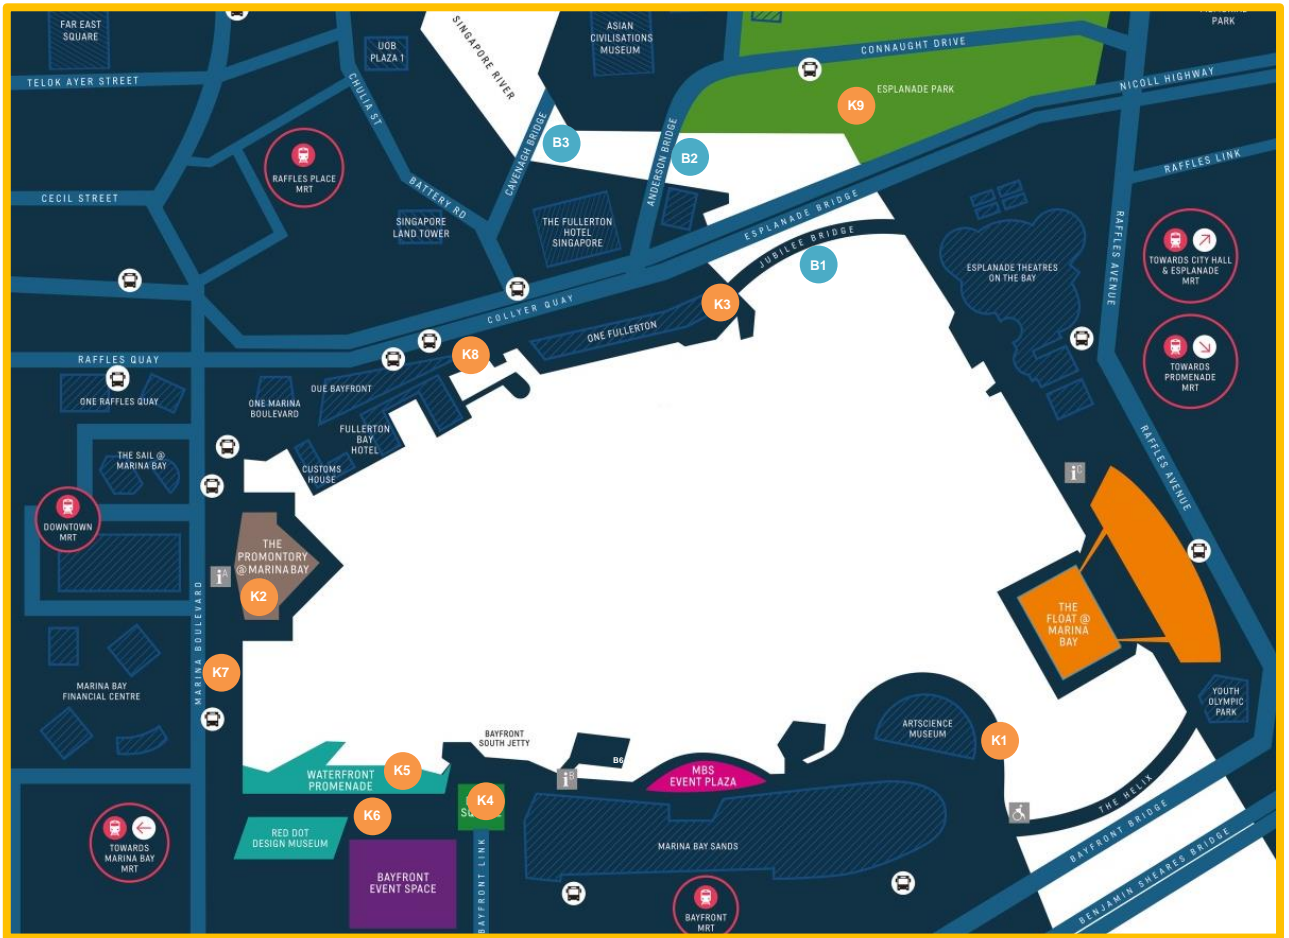 FAR EAST
SQUARE
UOB
PLAZA 1
SINGAPORE RIVER
ASIAN
CIVILISATIONS
MUSEUM
CONNAUGHT DRIVE
PARK
NICOLL HIGHWAY
TELOK AYER STREET
CHULIA ST
ESPLANADE PARK
K9
B3
B2
CAVENAGH BRIDGE
ANDERSON BRIDGE
RAFFLES PLACE
MRT
RAFFLES LINK
CECIL STREET
BATTERY RD
SINGAPORE
LAND TOWER
THE FULLERTON
HOTEL
SINGAPORE
ESPLANADE BRIDGE
JUBILEE BRIDGE
B1
RAFFLES AVENUE
ESPLANADE THEATRES
ON THE BAY
TOWARDS CITY HALL
& ESPLANADE
MRT
COLLYER QUAY
K3
ONE FULLERTON
K8
RAFFLES QUAY
TOWARDS
PROMENADE
MRT
ONE RAFFLES QUAY
ONE MARINA
BOULEVARD
OUE BAYFRONT
FULLERTON
BAY
HOTEL
CUSTOMS
HOUSE
THE SAIL @
MARINA BAY
RAFFLES AVENUE
iC
DOWNTOWN
MRT
THE
PROMONTORY
@ MARINA BAY
iA
K2
THE
FLOAT @
MARINA
BAY
MARINA BOULEVARD
K7
MARINA BAY
FINANCIAL CENTRE
YOUTH
OLYMPIC
PARK
BAYFRONT
SOUTH JETTY
ARTSCIENCE
MUSEUM
K1
B6
iB
WATERFRONT
PROMENADE
K5
MBS
EVENT PLAZA
K4
K6
THE HELIX
BAYFRONT BRIDGE
BENJAMIN SHEARES BRIDGE
RED DOT
DESIGN MUSEUM
MARINA BAY SANDS
TOWARDS
MARINA BAY
MRT
BAYFRONT
EVENT SPACE
BAYFRONT LINK
BAYFRONT
MRT